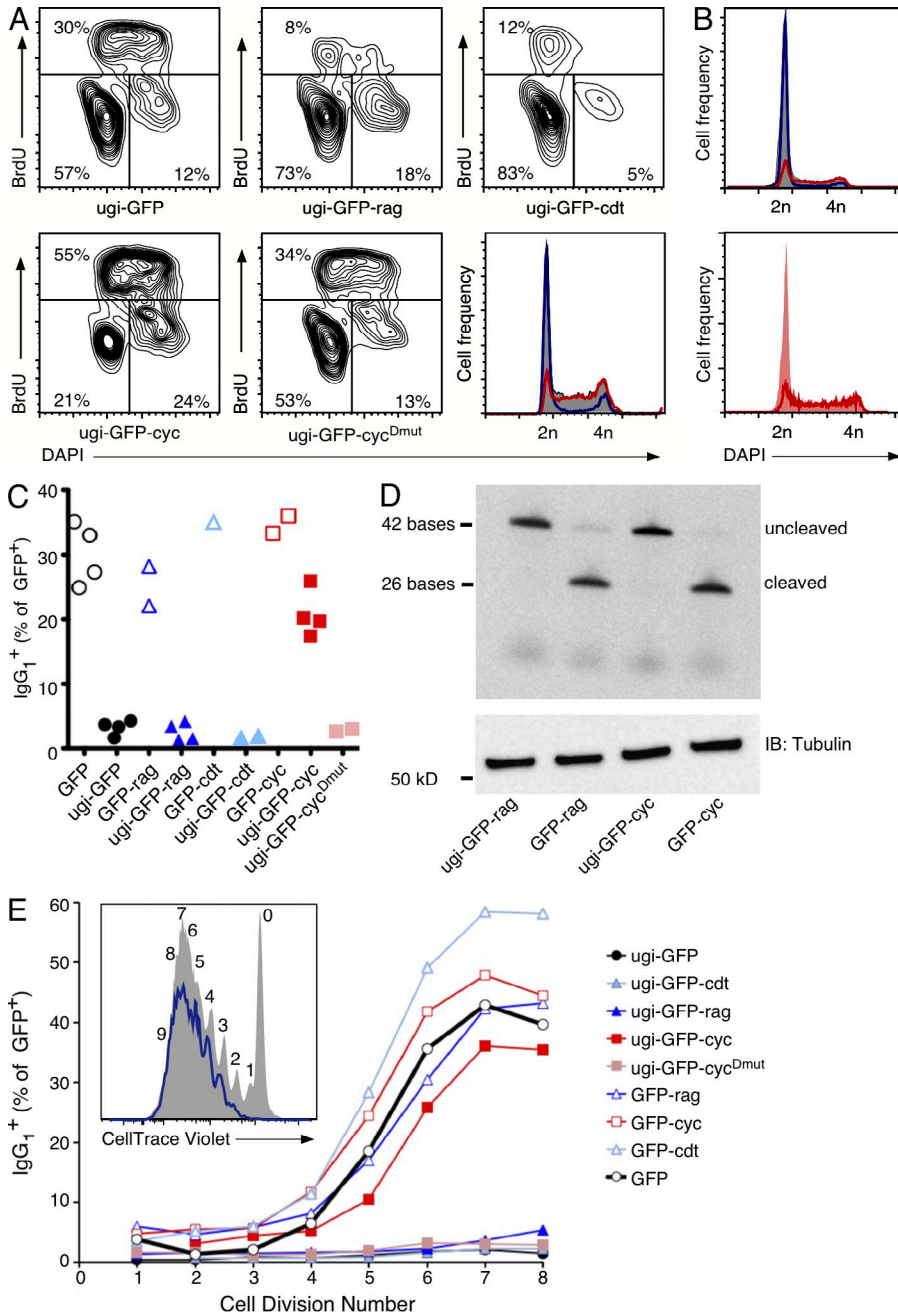 A
30%
57%
12%
BrdU
ugi-GFP
8%
73%
18%
BrdU
ugi-GFP-rag
12%
83%
5%
BrdU
ugi-GFP-cdt
55%
21%
24%
BrdU
ugi-GFP-cyc
34%
53%
13%
BrdU
ugi-GFP-cycDmut
Cell frequency
2n 4n
DAPI
B
Cell frequency
2n 4n
Cell frequency
2n 4n
DAPI
C
IgG1+ (% of GFP+)
40
30
20
10
0
GFP
ugi-GFP
GFP-rag
ugi-GFP-rag
GFP-cdt
ugi-GFP-cdt
GFP-cyc
ugi-GFP-cyc
ugi-GFP-cycDmut
D
42 bases
uncleaved
26 bases
cleaved
IB: Tubulin
50 kD
ugi-GFP-rag
GFP-rag
ugi-GFP-cyc
GFP-cyc
E
IgG1+ (% of GFP+)
60
50
40
30
20
10
0
0 1 2 3 4 5 6 7 8
Cell Division Number
9 8 7 6 5 4 3 2 1 0
CellTrace Violet
ugi-GFP
ugi-GFP-cdt
ugi-GFP-rag
ugi-GFP-cyc
ugi-GFP-cycDmut
GFP-rag
GFP-cyc
GFP-cdt
GFP